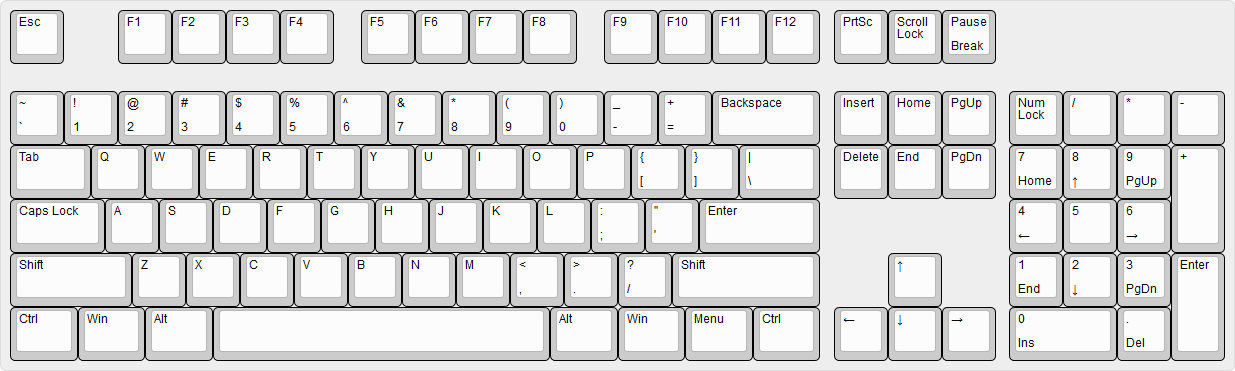 Esc F1 F2 F3 F4 F5 F6 F7 F8 F9 F10 F11 F12 PrtSc Scroll Pause
Lock
Break
~ ! @ # $ % ^ & * ( ) _ + Backspace Insert Home PgUp Num / * -
Lock
` 1 2 3 4 5 6 7 8 9 0 - =
Tab Q W E R T Y U I O P { } | Delete End PgDn 7 8 9 +
[ ] \ Home ↑ PgUp
Caps Lock A S D F G H J K L : " Enter 4 5 6
; ' ← →
Shift Z X C V B N M < > ? Shift ↑ 1 2 3 Enter
, . / End ↓ PgDn
Ctrl Win Alt Alt Win Menu Ctrl ← ↓ → 0 .
Ins Del